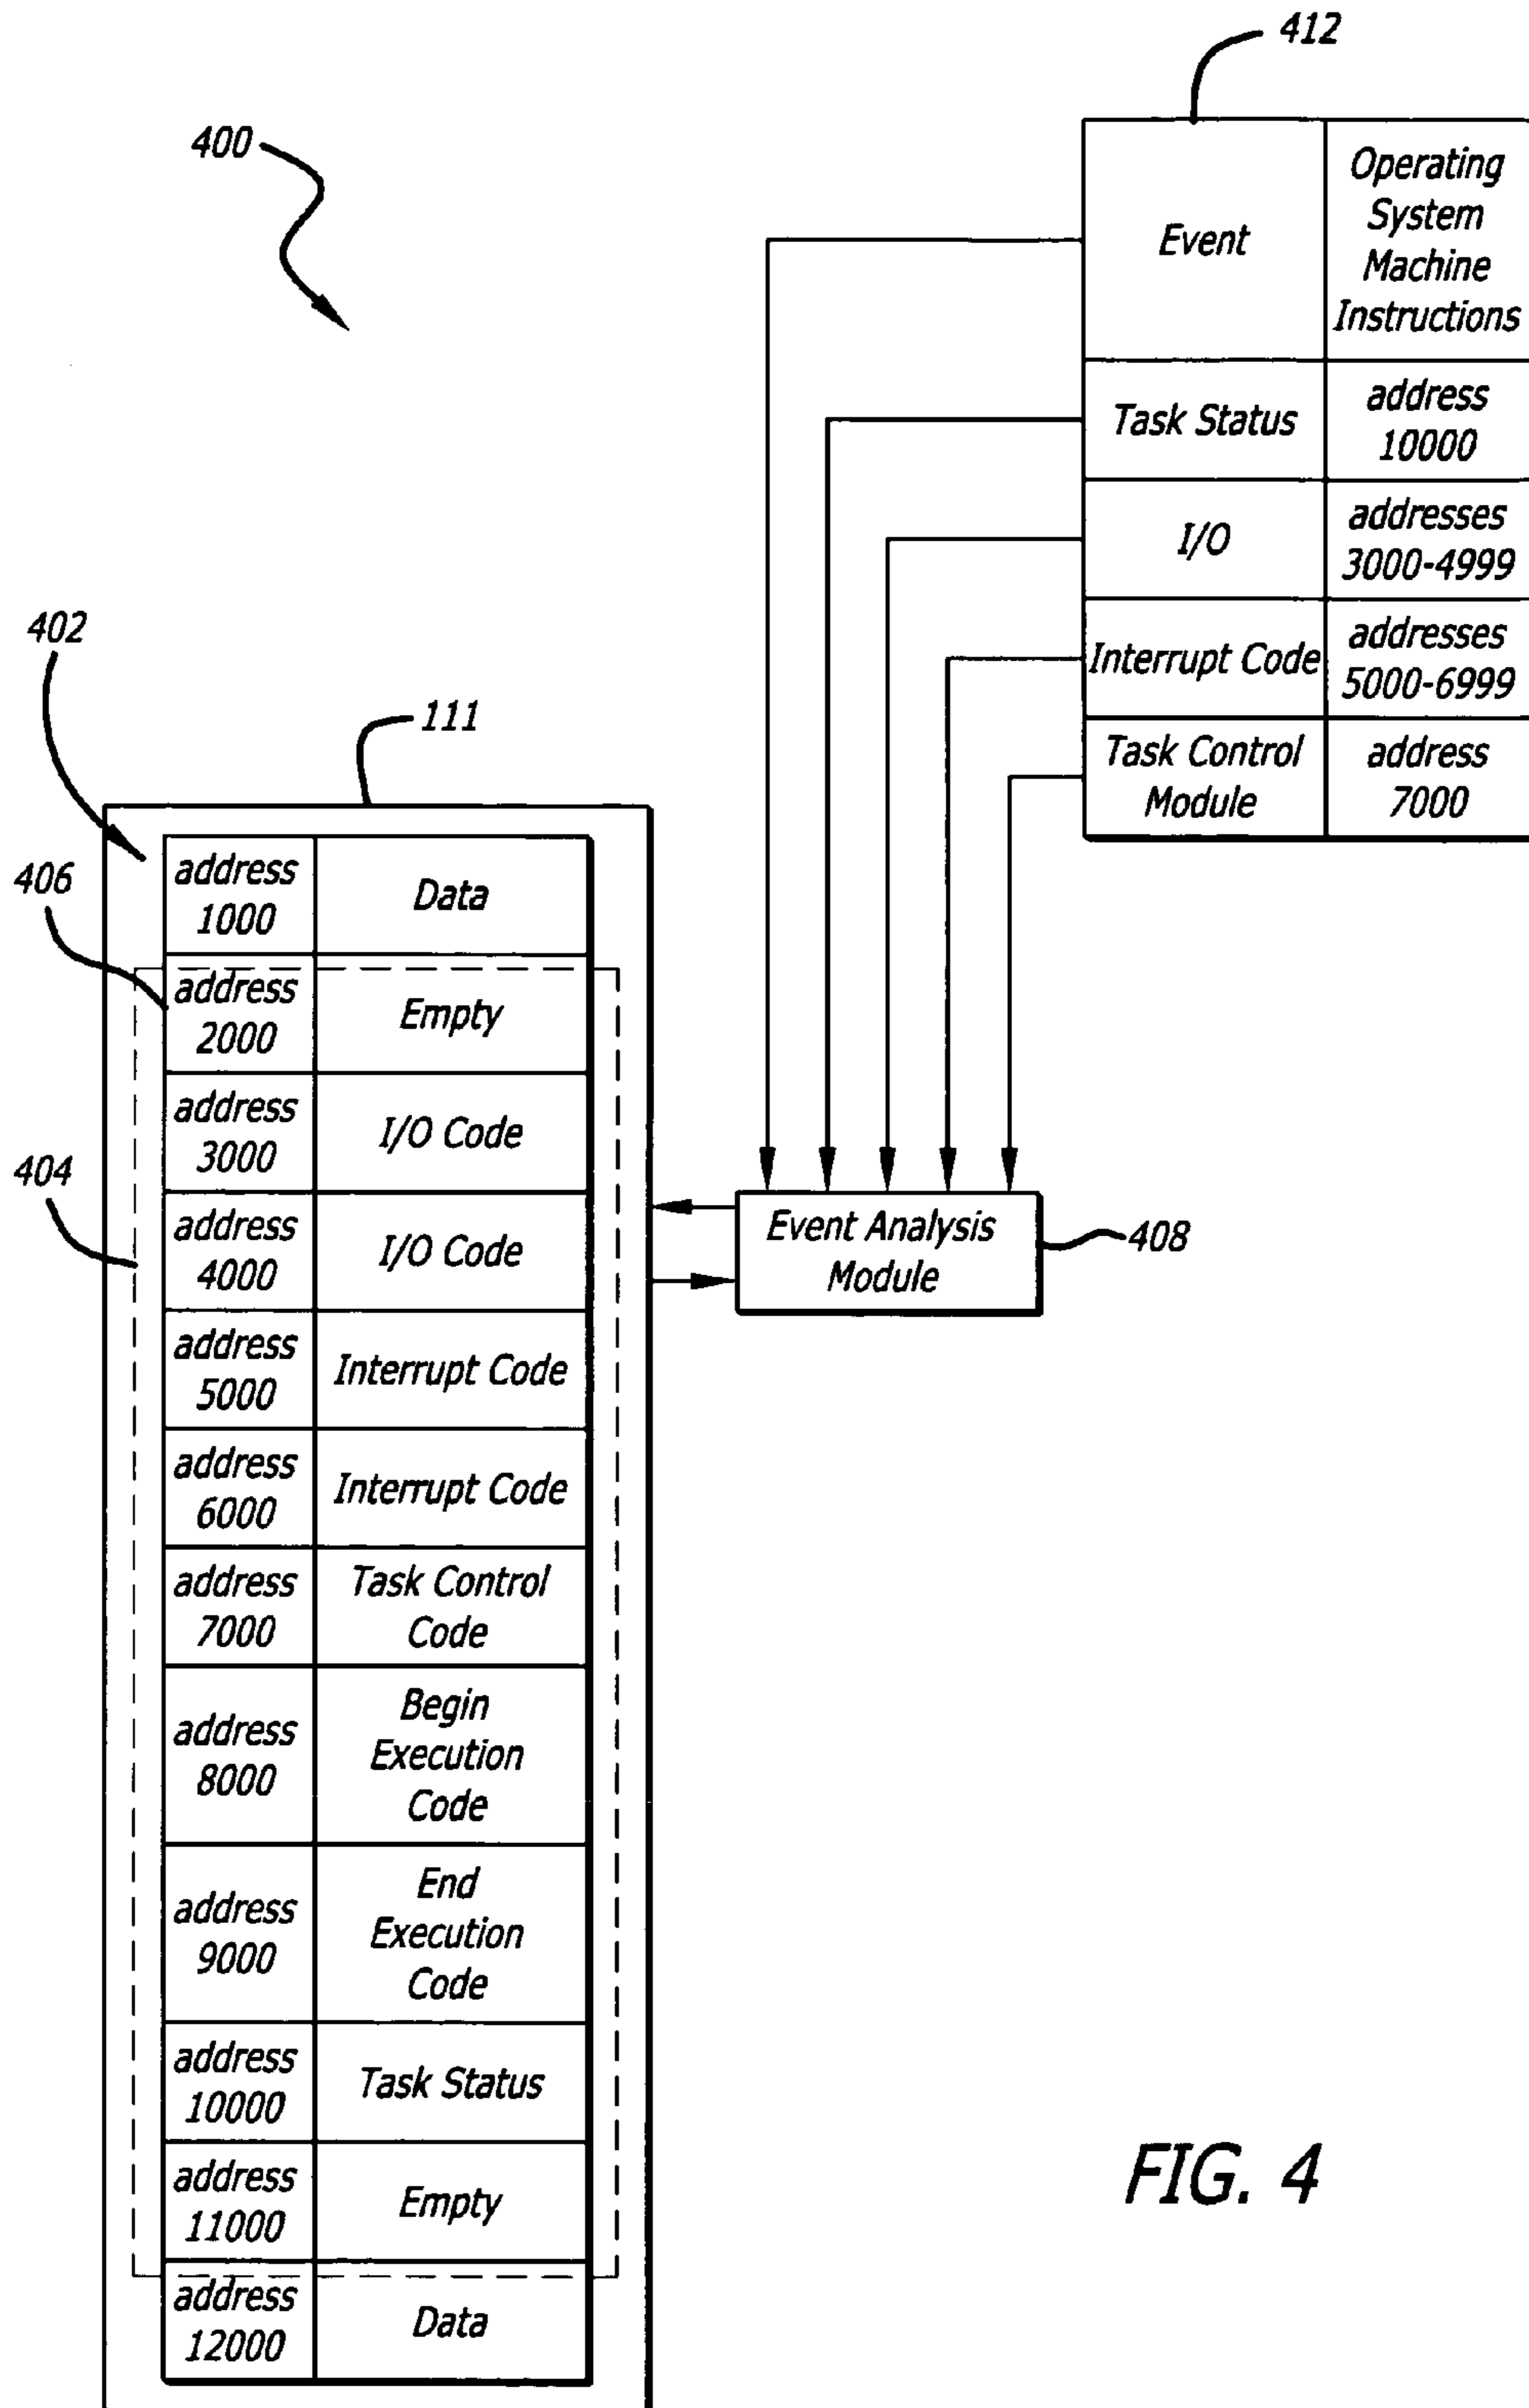 412
400
Event
Operating
System
Machine
Instructions
Task Status
address
10000
I/O
addresses
3000-4999
Interrupt Code
addresses
5000-6999
Task Control
Module
address
7000
402
111
406
404
address
1000
Data
address
2000
Empty
address
3000
I/O Code
address
4000
I/O Code
address
5000
Interrupt Code
address
6000
Interrupt Code
address
7000
Task Control
Code
address
8000
Begin
Execution
Code
address
9000
End
Execution
Code
address
10000
Task Status
address
11000
Empty
address
12000
Data
Event Analysis
Module
408
FIG. 4